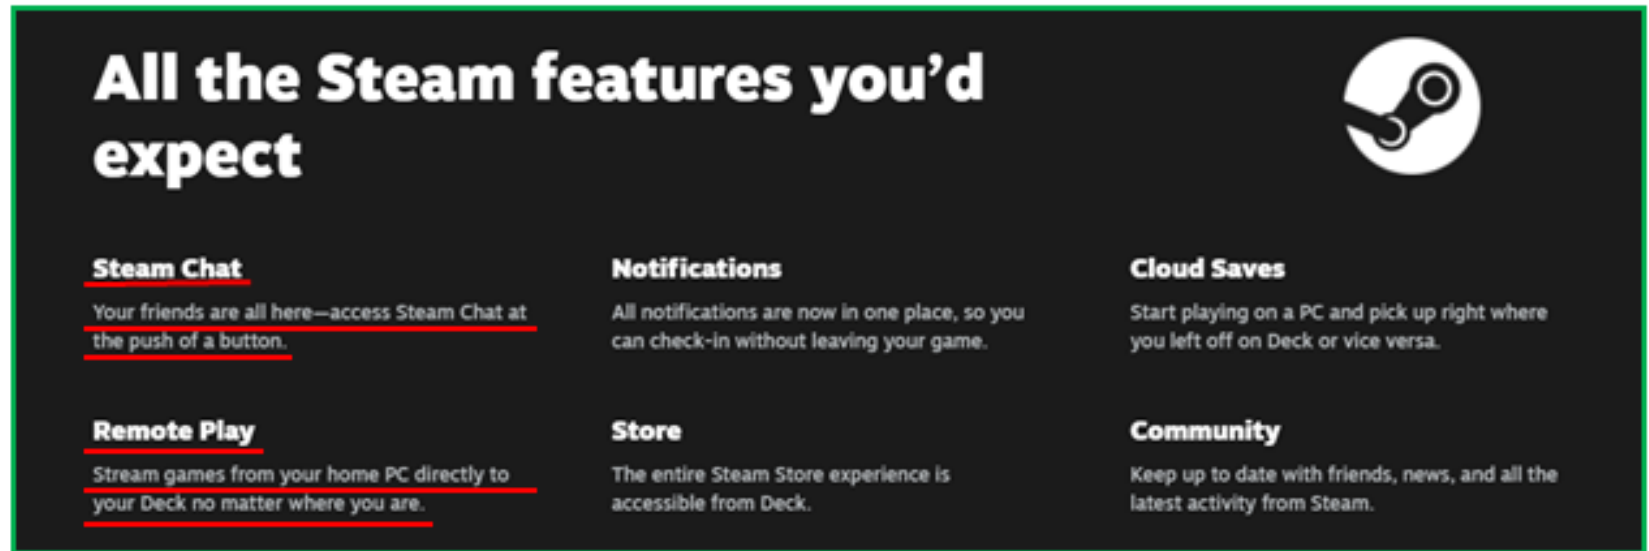 All the Steam features you’d
expect
Steam Chat
Your friends are all here—access Steam Chat at
the push of a button.
Notifications
All notifications are now in one place, so you
can check-in without leaving your game.
Cloud Saves
Start playing on a PC and pick up right where
you left off on Deck or vice versa.
Remote Play
Stream games from your home PC directly to
your Deck no matter where you are.
Store
The entire Steam Store experience is
accessible from Deck.
Community
Keep up to date with friends, news, and all the
latest activity from Steam.